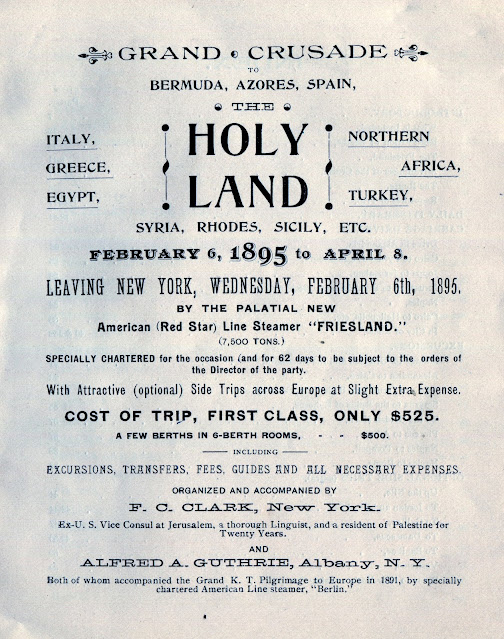 GRAND CRUSADE
TO
BERMUDA, AZORES, SPAIN,
THE
ITALY,
GREECE,
EGYPT,
HOLY
LAND
NORTHERN
AFRICA,
TURKEY,
SYRIA, RHODES, SICILY, ETC.
FEBRUARY 6, 1895 to APRIL 8.
LEAVING NEW YORK, WEDNESDAY, FEBRUARY 6th, 1895.
BY THE PALATIAL NEW
American (Red Star) Line Steamer "FRIESLAND."
(7,500 TONS.)
SPECIALLY CHARTERED for the occasion (and for 62 days to be subject to the orders of
the Director of the party.
With Attractive (optional) Side Trips across Europe at Slight Extra Expense.
COST OF TRIP, FIRST CLASS, ONLY $525.
A FEW BERTHS IN 6-BERTH ROOMS, - - $500.
INCLUDING
EXCURSIONS, TRANSFERS, FEES, GUIDES AND ALL NECESSARY EXPENSES.
ORGANIZED AND ACCOMPANIED BY
F. C. CLARK, New York.
Ex-U. S. Vice Consul at Jerusalem, a thorough Linguist, and a resident of Palestine for
Twenty Years.
AND
ALFRED A. GUTHRIE, Albany, N. Y.
Both of whom accompanied the Grand K. T. Pilgrimage to Europe in 1891, by specially
chartered American Line steamer, "Berlin."